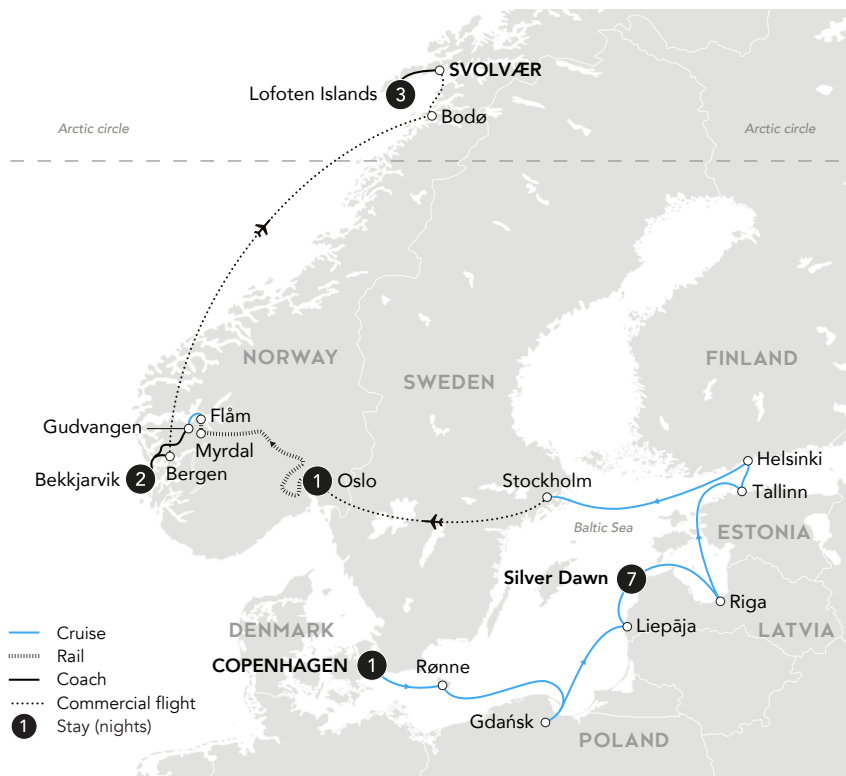 SVOLVÆR
Lofoten Islands
3
Bodø
Arctic circle
Arctic circle
NORWAY
SWEDEN
FINLAND
Flåm
Gudvangen
Myrdal
Bergen
Bekkjarvik
2
1
Oslo
Stockholm
Helsinki
Tallinn
Baltic Sea
ESTONIA
Silver Dawn
7
Riga
Liepāja
LATVIA
DENMARK
COPENHAGEN
1
Rønne
Gdańsk
POLAND
Cruise
Rail
Coach
Commercial flight
1 Stay (nights)